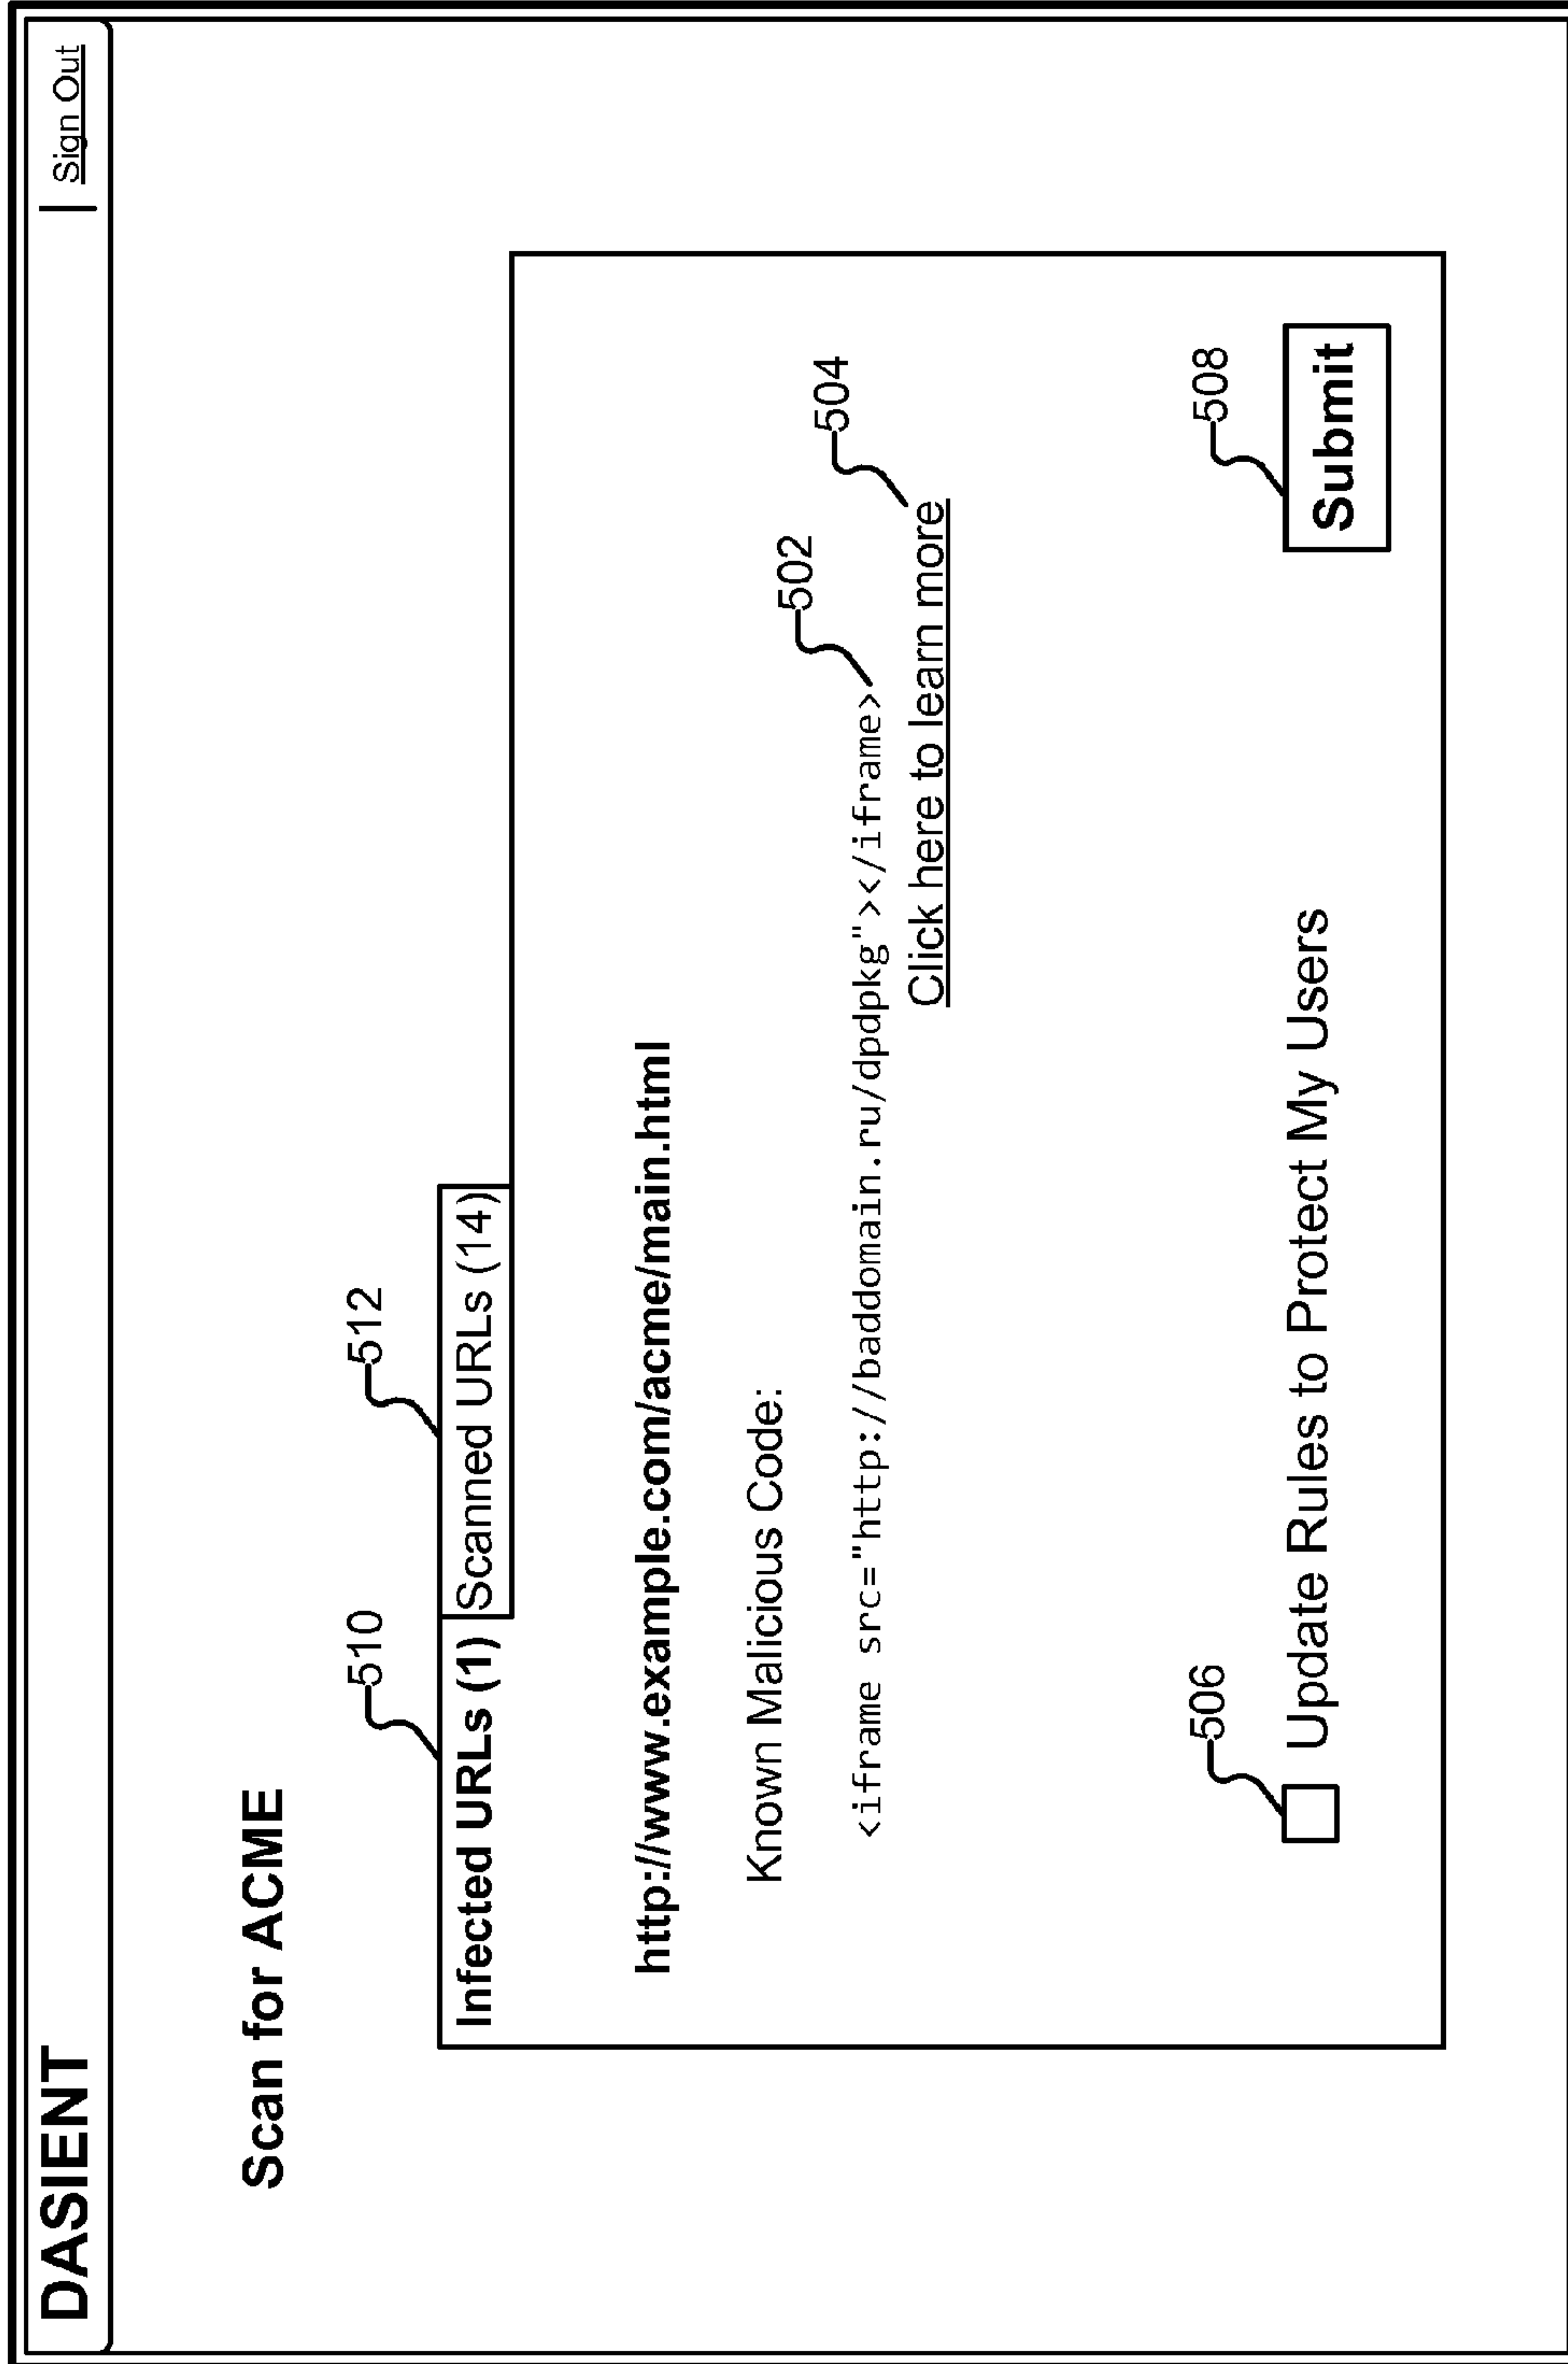 DASIENT
| Sign Out
Scan for ACME
510
512
Infected URLs (1)
Scanned URLs (14)
http://www.example.com/acme/main.html
Known Malicious Code:
502
<iframe src="http://baddomain.ru/dpdpkg"></iframe>
504
Click here to learn more
506
Update Rules to Protect My Users
508
Submit